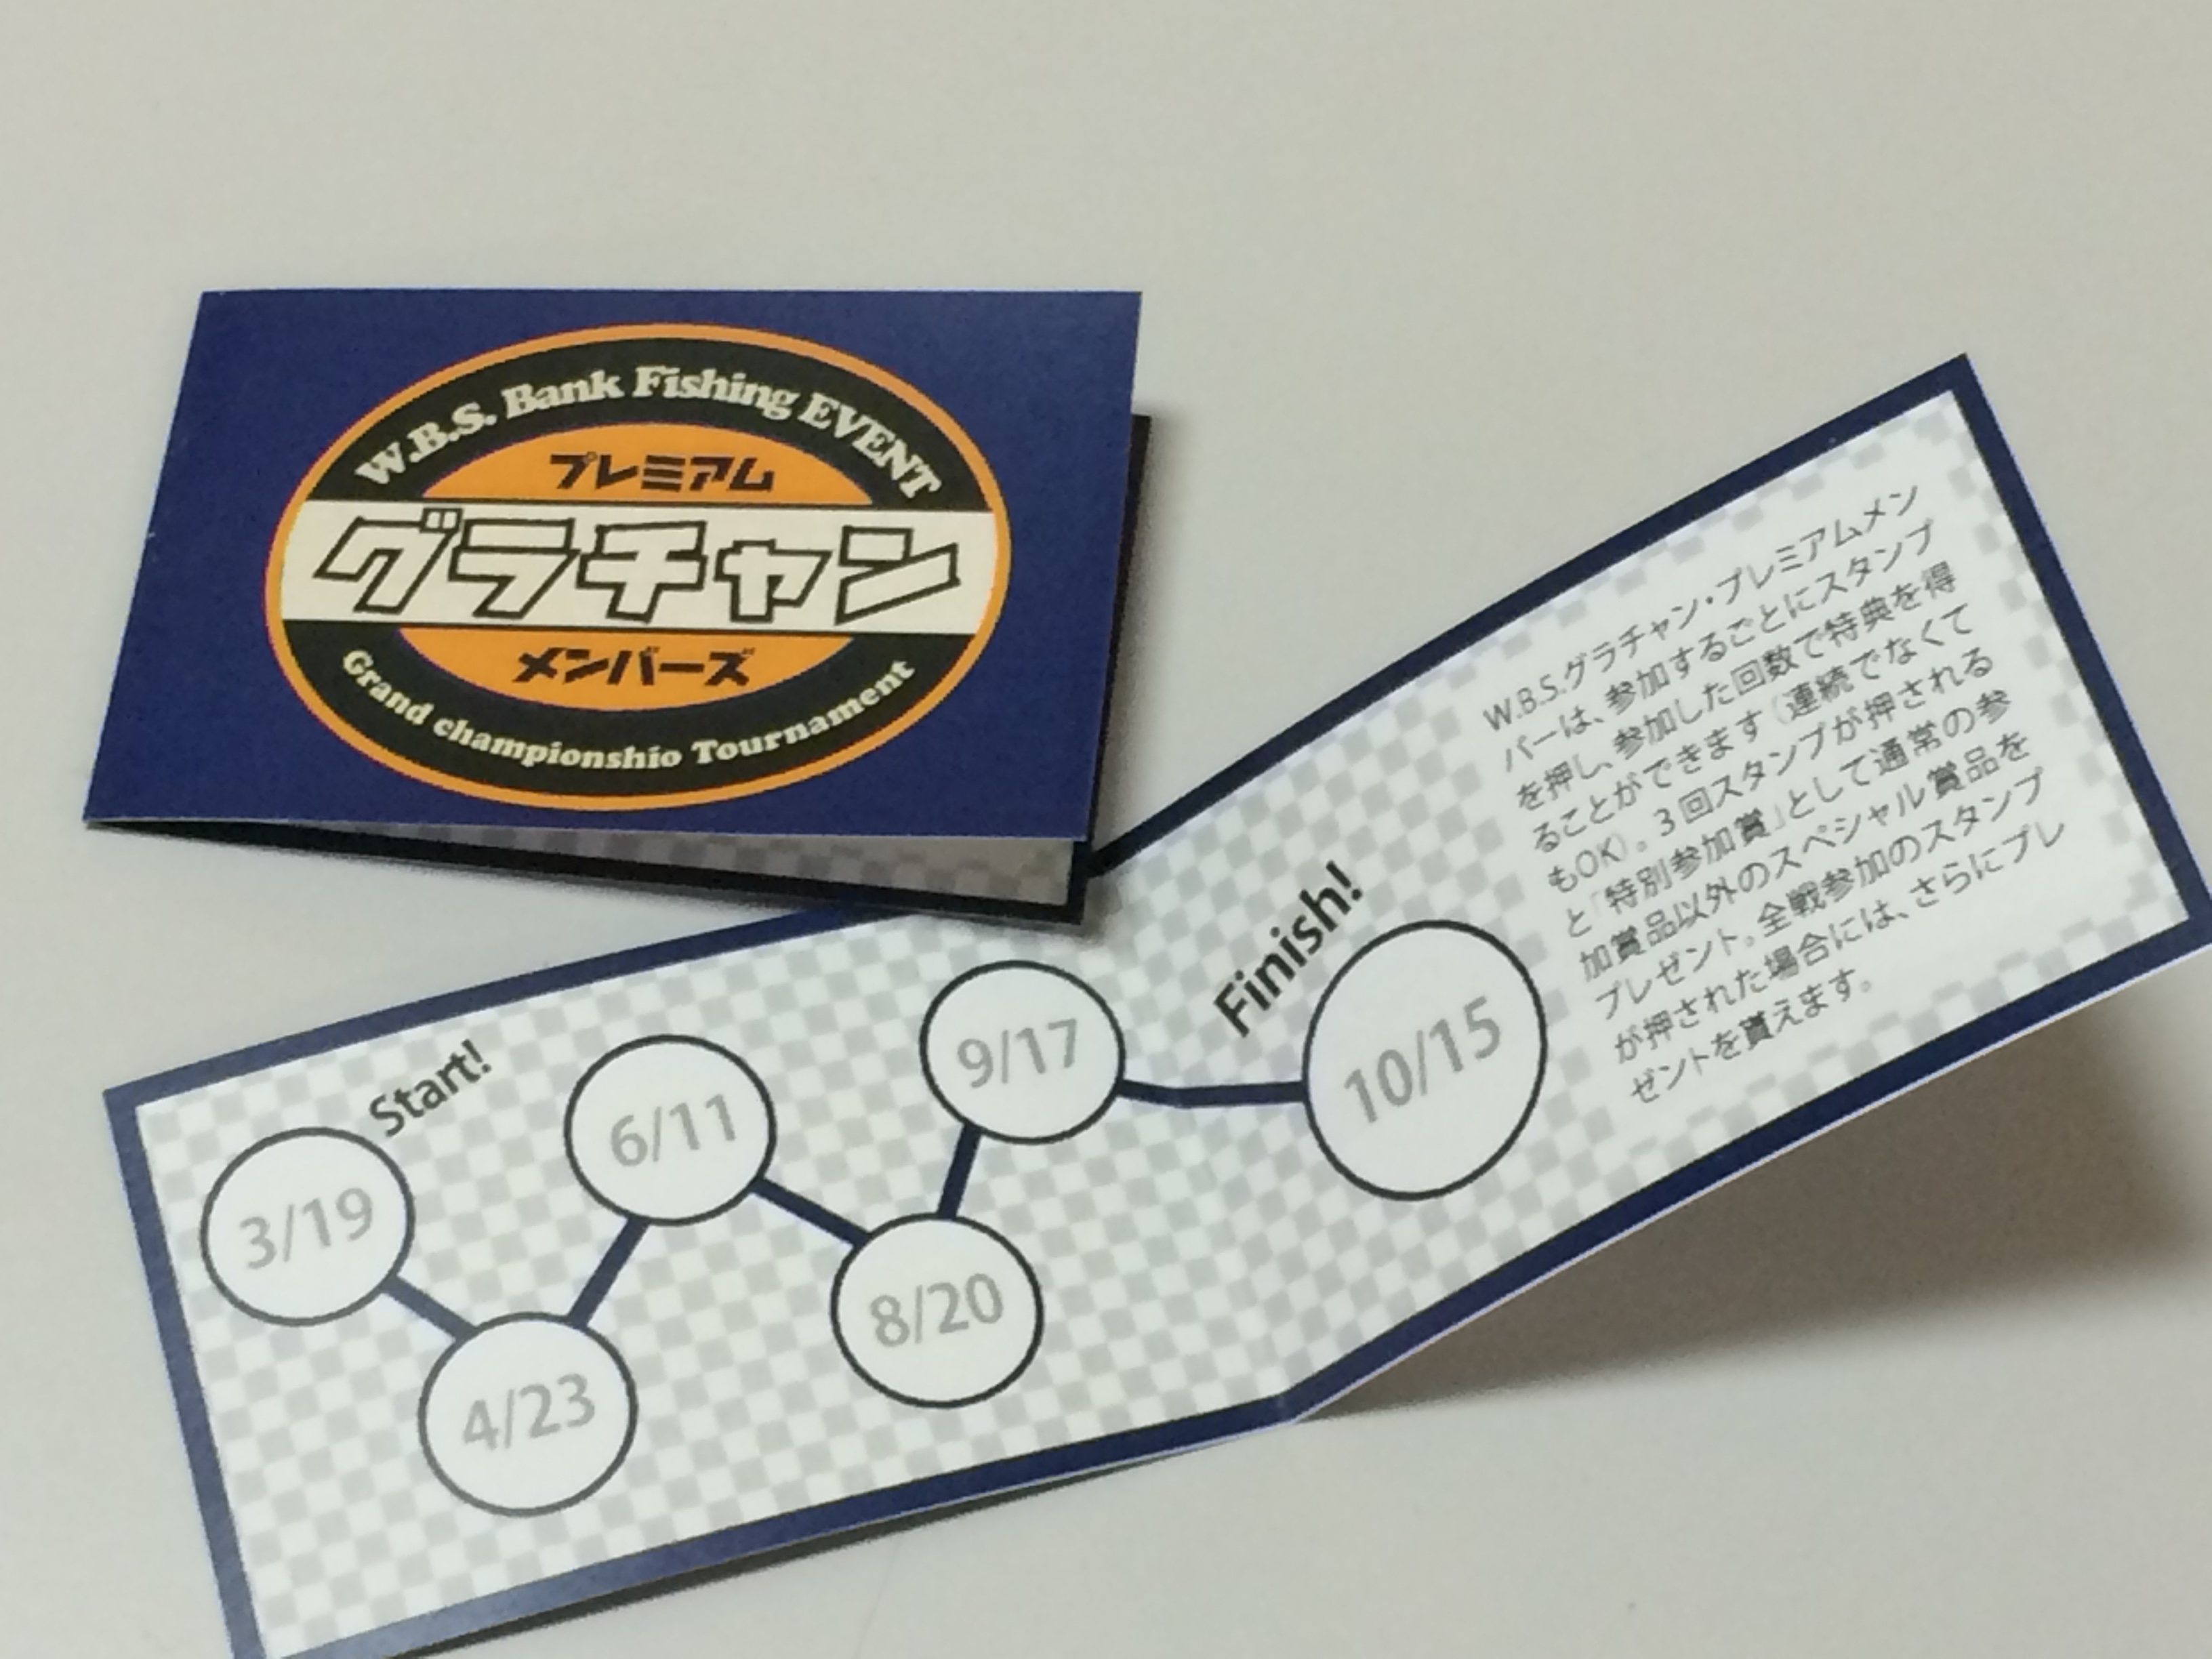 W.B.S. Bank Fishing EVENT
プレミアム
グラチャン
メンバーズ
Grand championshio Tournament
Start!
3/19
4/23
6/11
8/20
9/17
Finish!
10/15
W.B.S.グラチャン・プレミアムメン
バーは、参加するごとにスタンプ
を押し、参加した回数で特典を得
ることができます（連続でなくて
もOK）。3回スタンプが押される
と「特別参加賞」として通常の参
加賞品以外のスペシャル賞品を
プレゼント。全戦参加のスタンプ
が押された場合には、さらにプレ
ゼントを貰えます。